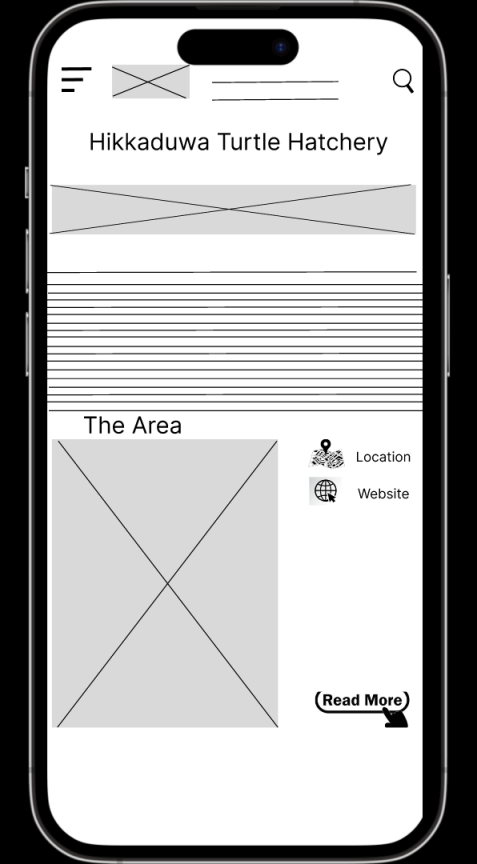 Hikkaduwa Turtle Hatchery
The Area
Location
Website
Read More